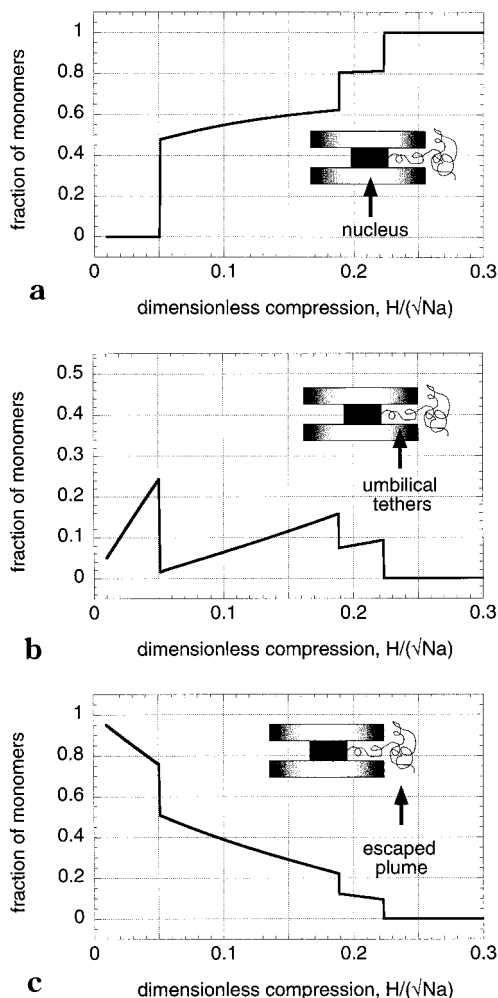 fraction of monomers
1
0.8
0.6
0.4
0.2
0
nucleus
0 0.1 0.2 0.3
a
dimensionless compression, H/(√Na)
fraction of monomers
0.5
0.4
0.3
0.2
0.1
0
umbilical
tethers
0 0.1 0.2 0.3
b
dimensionless compression, H/(√Na)
fraction of monomers
1
0.8
0.6
0.4
0.2
0
escaped
plume
0 0.1 0.2 0.3
c
dimensionless compression, H/(√Na)